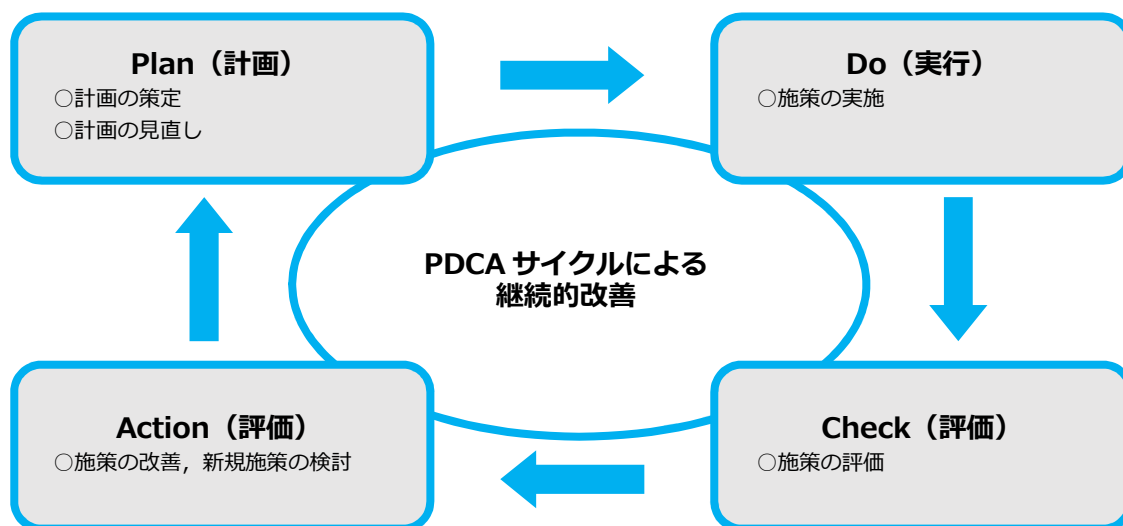 Plan（計画）
○計画の策定
○計画の見直し
Do（実行）
○施策の実施
PDCA サイクルによる
継続的改善
Action（評価）
○施策の改善，新規施策の検討
Check（評価）
○施策の評価